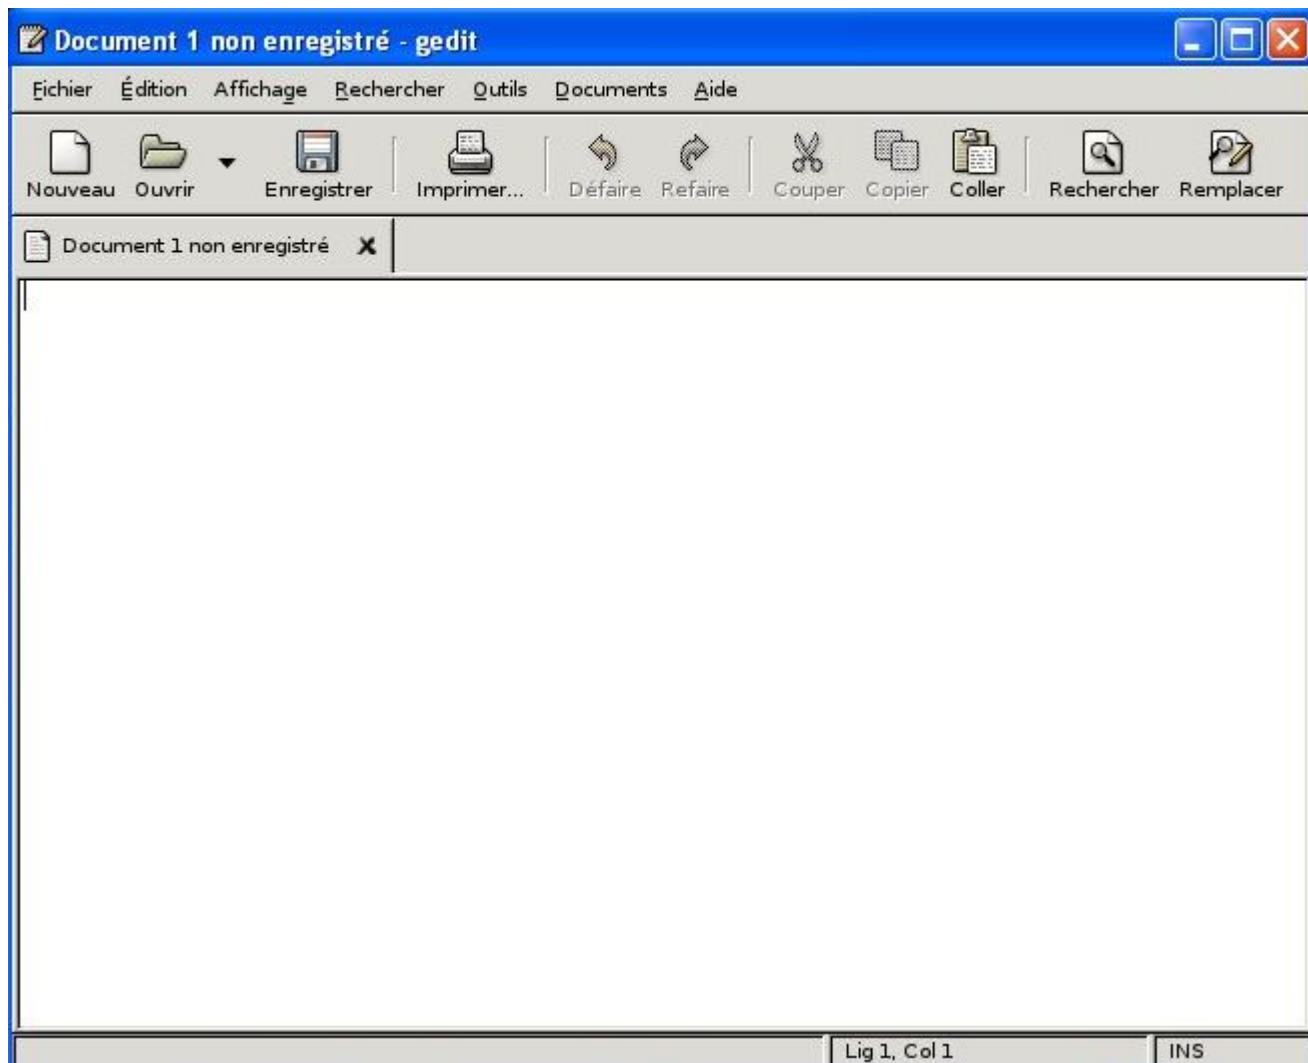 Document 1 non enregistré - gedit
Fichier Édition Affichage Rechercher Outils Documents Aide
Nouveau Ouvrir Enregistrer Imprimer... Défaire Refaire Couper Copier Coller Rechercher Remplacer
Document 1 non enregistré
Lig 1, Col 1 INS